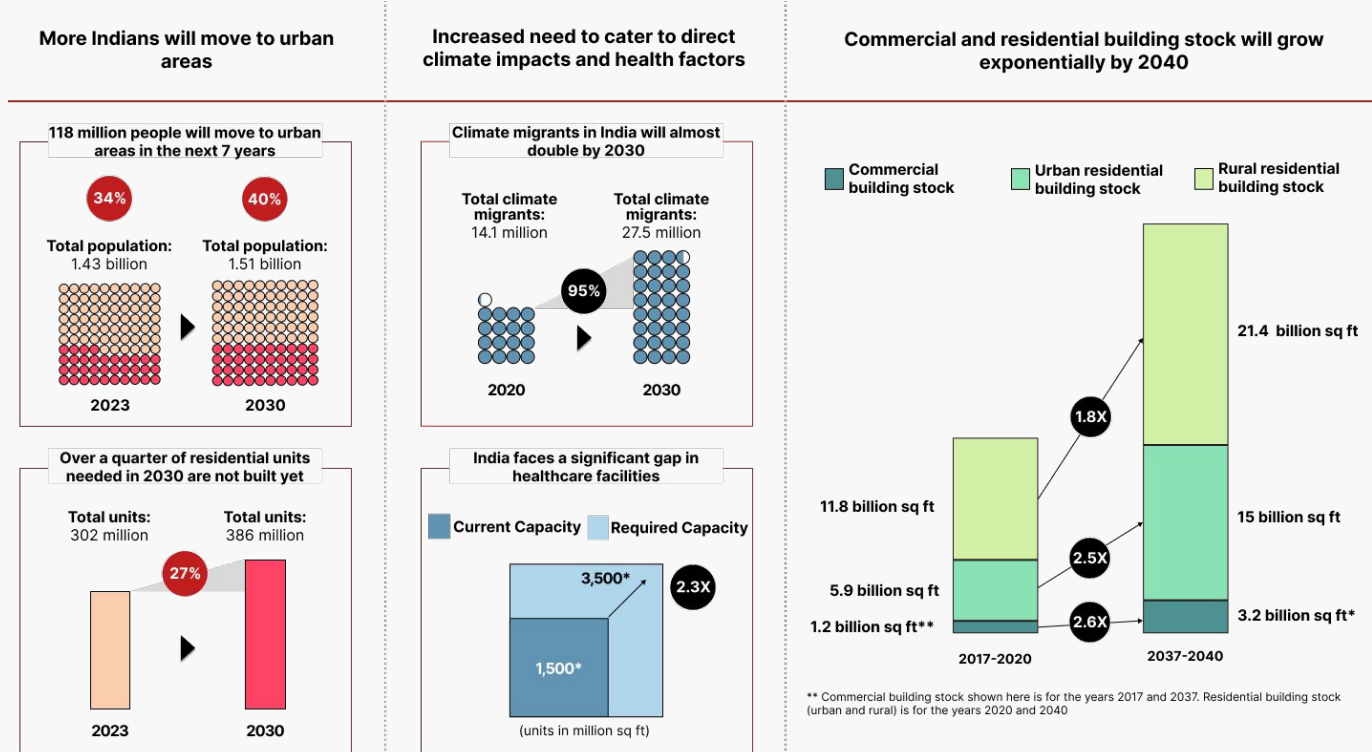 More Indians will move to urban
areas
118 million people will move to urban
areas in the next 7 years
34%
40%
Total population:
1.43 billion
Total population:
1.51 billion
2023
2030
Over a quarter of residential units
needed in 2030 are not built yet
Total units:
302 million
Total units:
386 million
27%
2023
2030
Increased need to cater to direct
climate impacts and health factors
Climate migrants in India will almost
double by 2030
Total climate
migrants:
14.1 million
Total climate
migrants:
27.5 million
95%
2020
2030
India faces a significant gap in
healthcare facilities
Current Capacity
Required Capacity
3,500*
2.3X
1,500*
(units in million sq ft)
Commercial and residential building stock will grow
exponentially by 2040
Commercial
building stock
Urban residential
building stock
Rural residential
building stock
21.4 billion sq ft
1.8X
11.8 billion sq ft
15 billion sq ft
2.5X
5.9 billion sq ft
3.2 billion sq ft*
2.6X
1.2 billion sq ft**
2017-2020
2037-2040
** Commercial building stock shown here is for the years 2017 and 2037. Residential building stock
(urban and rural) is for the years 2020 and 2040